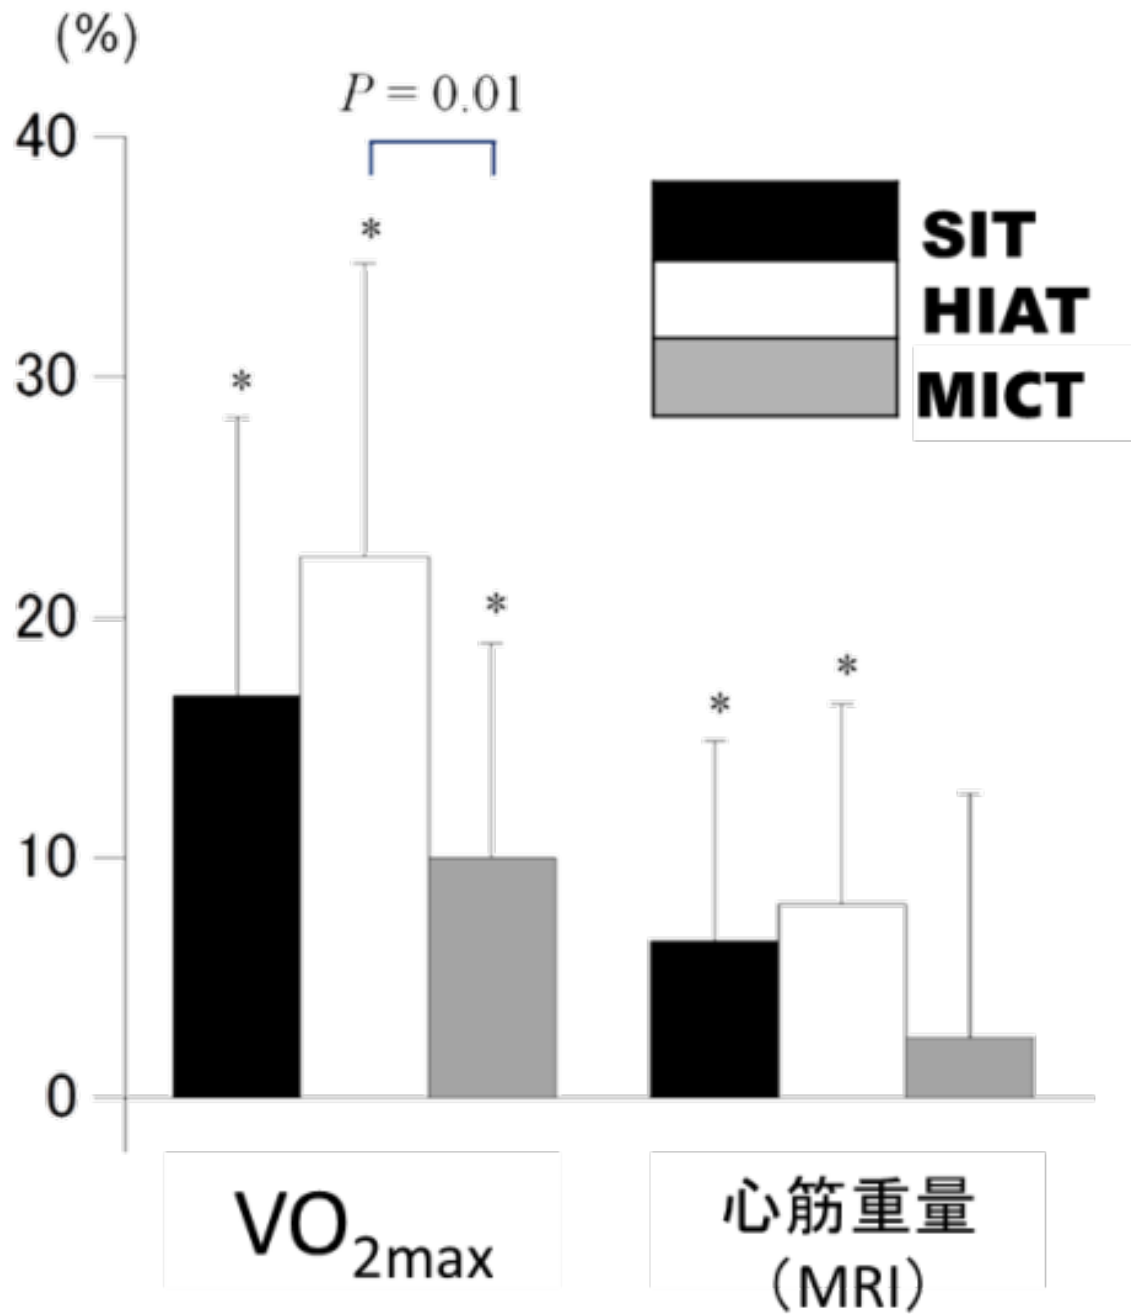 (%)
P = 0.01
40
*
SIT
HIAT
30
*
MICT
20
*
*
*
10
0
VO2max
心筋重量
（MRI）